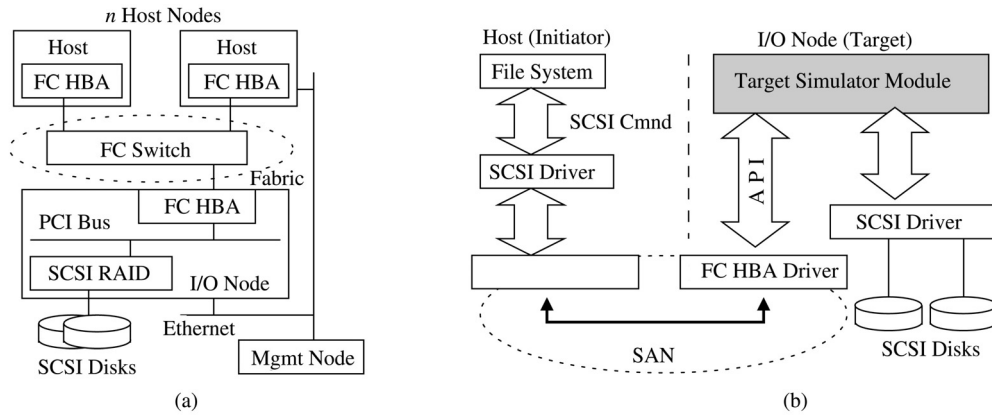 n Host Nodes
Host
Host
FC HBA
FC HBA
FC Switch
Fabric
FC HBA
PCI Bus
SCSI RAID
I/O Node
Ethernet
SCSI Disks
Mgmt Node
(a)
Host (Initiator)
I/O Node (Target)
File System
Target Simulator Module
SCSI Cmnd
SCSI Driver
API
SCSI Driver
FC HBA Driver
SAN
SCSI Disks
(b)